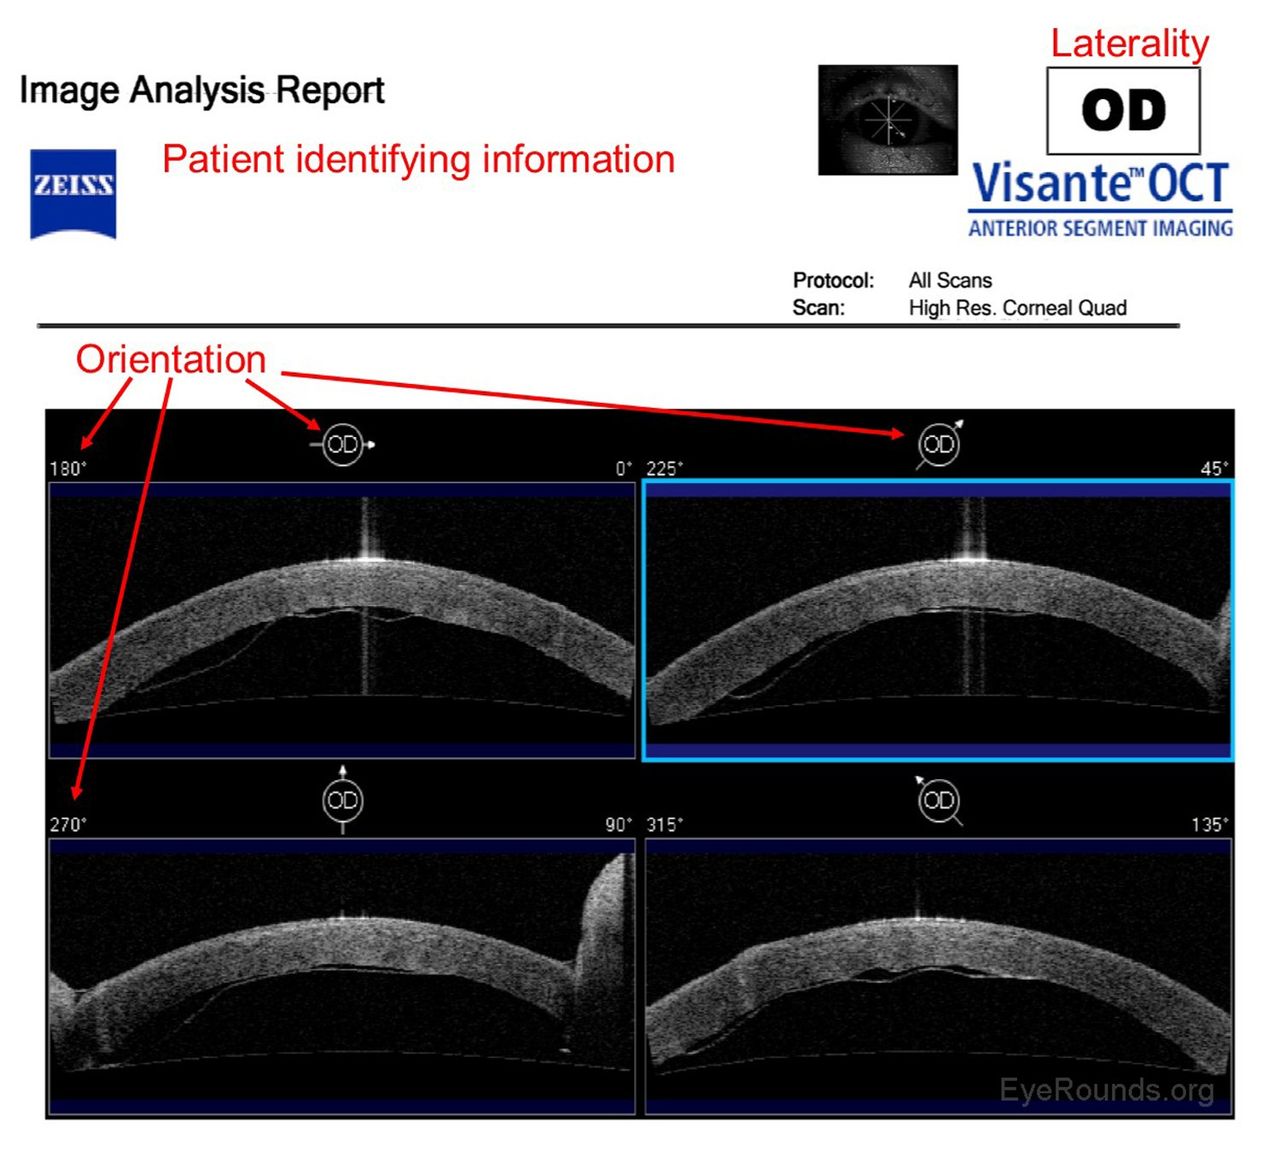 Laterality
Image Analysis Report
OD
Patient identifying information
ZEISS
Visante™ OCT
ANTERIOR SEGMENT IMAGING
Protocol: All Scans
Scan: High Res. Corneal Quad
Orientation
OD
OD
180° 0° 225° 45°
OD
OD
270° 90° 315° 135°
EyeRounds.org